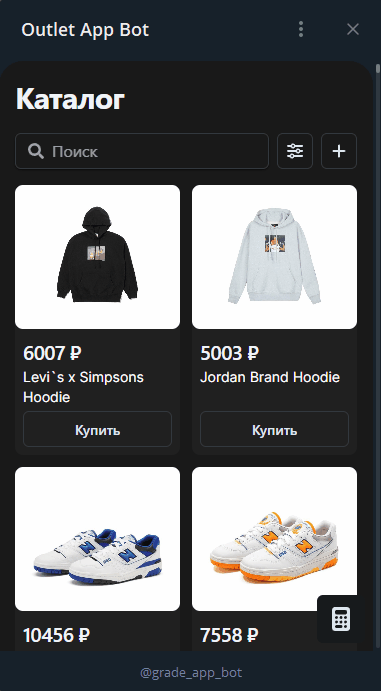 Outlet App Bot
Каталог
Поиск
6007 ₽
5003 ₽
Levi`s x Simpsons
Hoodie
Jordan Brand Hoodie
Купить
Купить
10456 ₽
7558 ₽
@grade_app_bot